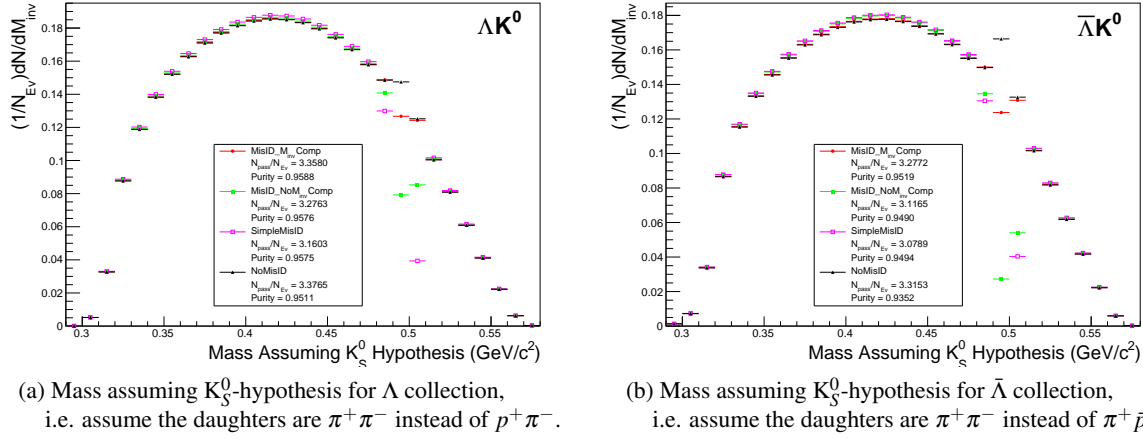 ΛK⁰
(1/N_Ev)dN/dM_inv
0.18
0.16
0.14
0.12
0.1
0.08
0.06
0.04
0.02
0
MisID_M_inv_Comp
N_pass/N_Ev = 3.3580
Purity = 0.9588
MisID_NoM_inv_Comp
N_pass/N_Ev = 3.2763
Purity = 0.9576
SimpleMisID
N_pass/N_Ev = 3.1603
Purity = 0.9575
NoMisID
N_pass/N_Ev = 3.3765
Purity = 0.9511
0.3 0.35 0.4 0.45 0.5 0.55
Mass Assuming K⁰_S Hypothesis (GeV/c²)
(a) Mass assuming K⁰_S-hypothesis for Λ collection,
i.e. assume the daughters are π⁺π⁻ instead of p⁺π⁻.
Λ̄K⁰
(1/N_Ev)dN/dM_inv
0.18
0.16
0.14
0.12
0.1
0.08
0.06
0.04
0.02
0
MisID_M_inv_Comp
N_pass/N_Ev = 3.2772
Purity = 0.9519
MisID_NoM_inv_Comp
N_pass/N_Ev = 3.1165
Purity = 0.9490
SimpleMisID
N_pass/N_Ev = 3.0789
Purity = 0.9494
NoMisID
N_pass/N_Ev = 3.3153
Purity = 0.9352
0.3 0.35 0.4 0.45 0.5 0.55
Mass Assuming K⁰_S Hypothesis (GeV/c²)
(b) Mass assuming K⁰_S-hypothesis for Λ̄ collection,
i.e. assume the daughters are π⁺π⁻ instead of π⁺p̄